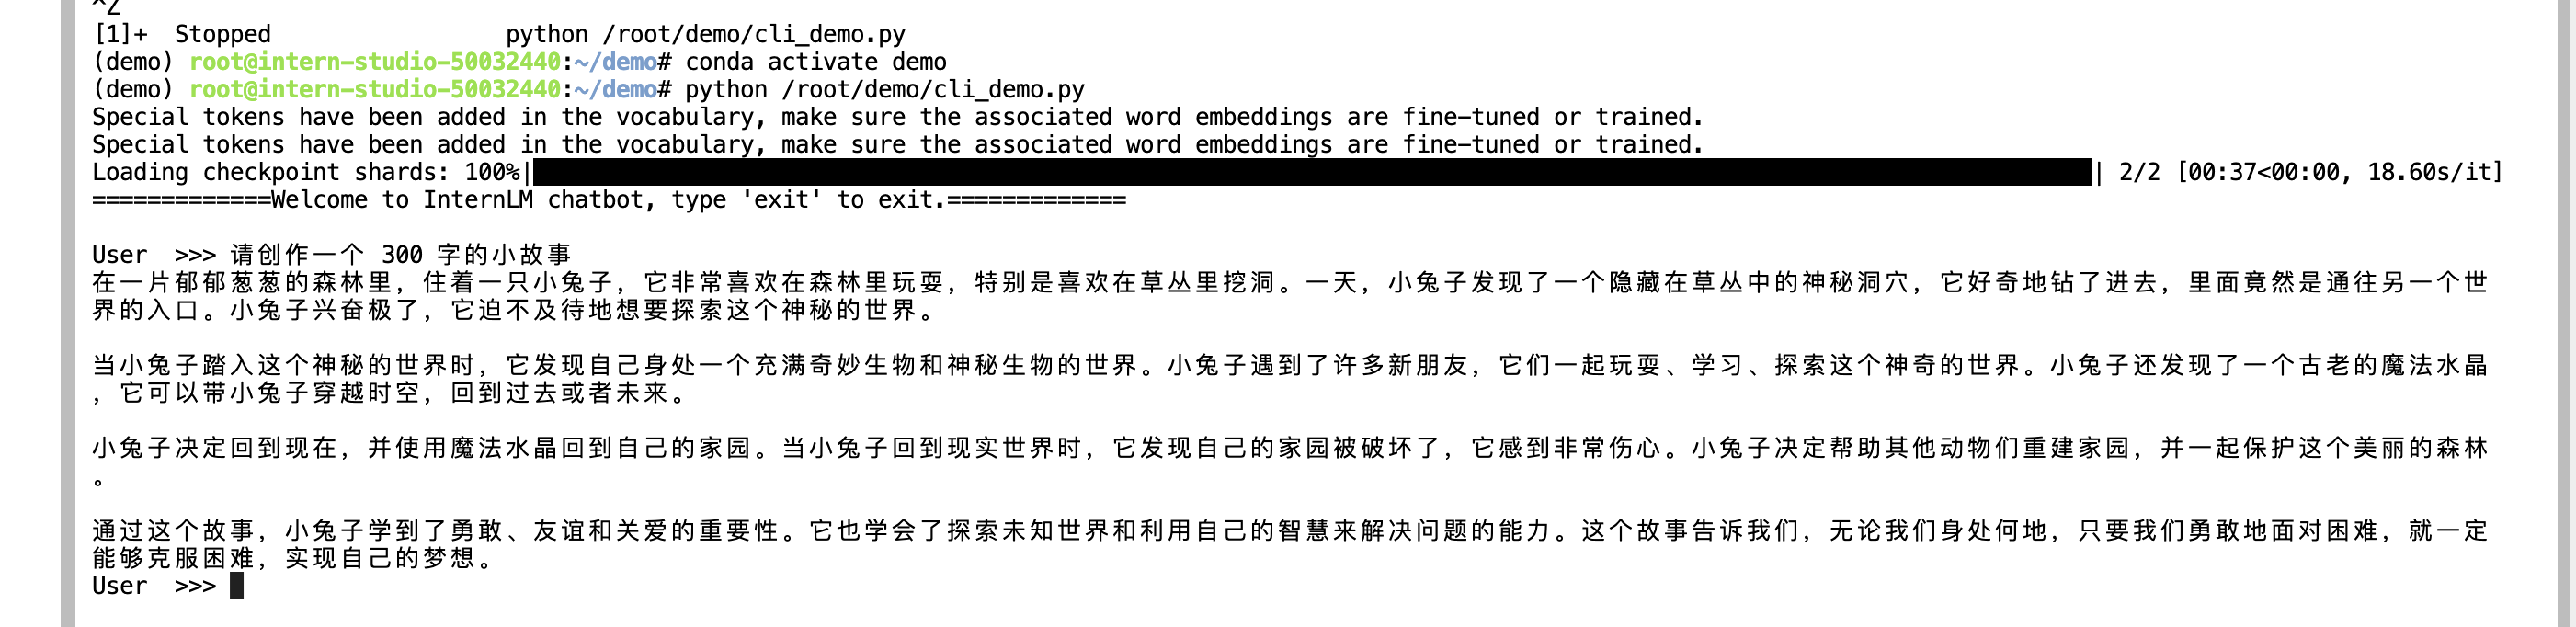 ^Z
[1]+  Stopped                 python /root/demo/cli_demo.py
(demo) root@intern-studio-50032440:~/demo# conda activate demo
(demo) root@intern-studio-50032440:~/demo# python /root/demo/cli_demo.py
Special tokens have been added in the vocabulary, make sure the associated word embeddings are fine-tuned or trained.
Special tokens have been added in the vocabulary, make sure the associated word embeddings are fine-tuned or trained.
Loading checkpoint shards: 100%|██████████| 2/2 [00:37<00:00, 18.60s/it]
=============Welcome to InternLM chatbot, type 'exit' to exit.=============
User  >>> 请创作一个 300 字的小故事
在一片郁郁葱葱的森林里，住着一只小兔子，它非常喜欢在森林里玩耍，特别是喜欢在草丛里挖洞。一天，小兔子发现了一个隐藏在草丛中的神秘洞穴，它好奇地钻了进去，里面竟然是通往另一个世
界的入口。小兔子兴奋极了，它迫不及待地想要探索这个神秘的世界。
当小兔子踏入这个神秘的世界时，它发现自己身处一个充满奇妙生物和神秘生物的世界。小兔子遇到了许多新朋友，它们一起玩耍、学习、探索这个神奇的世界。小兔子还发现了一个古老的魔法水晶
，它可以带小兔子穿越时空，回到过去或者未来。
小兔子决定回到现在，并使用魔法水晶回到自己的家园。当小兔子回到现实世界时，它发现自己的家园被破坏了，它感到非常伤心。小兔子决定帮助其他动物们重建家园，并一起保护这个美丽的森林
。
通过这个故事，小兔子学到了勇敢、友谊和关爱的重要性。它也学会了探索未知世界和利用自己的智慧来解决问题的能力。这个故事告诉我们，无论我们身处何地，只要我们勇敢地面对困难，就一定
能够克服困难，实现自己的梦想。
User  >>>